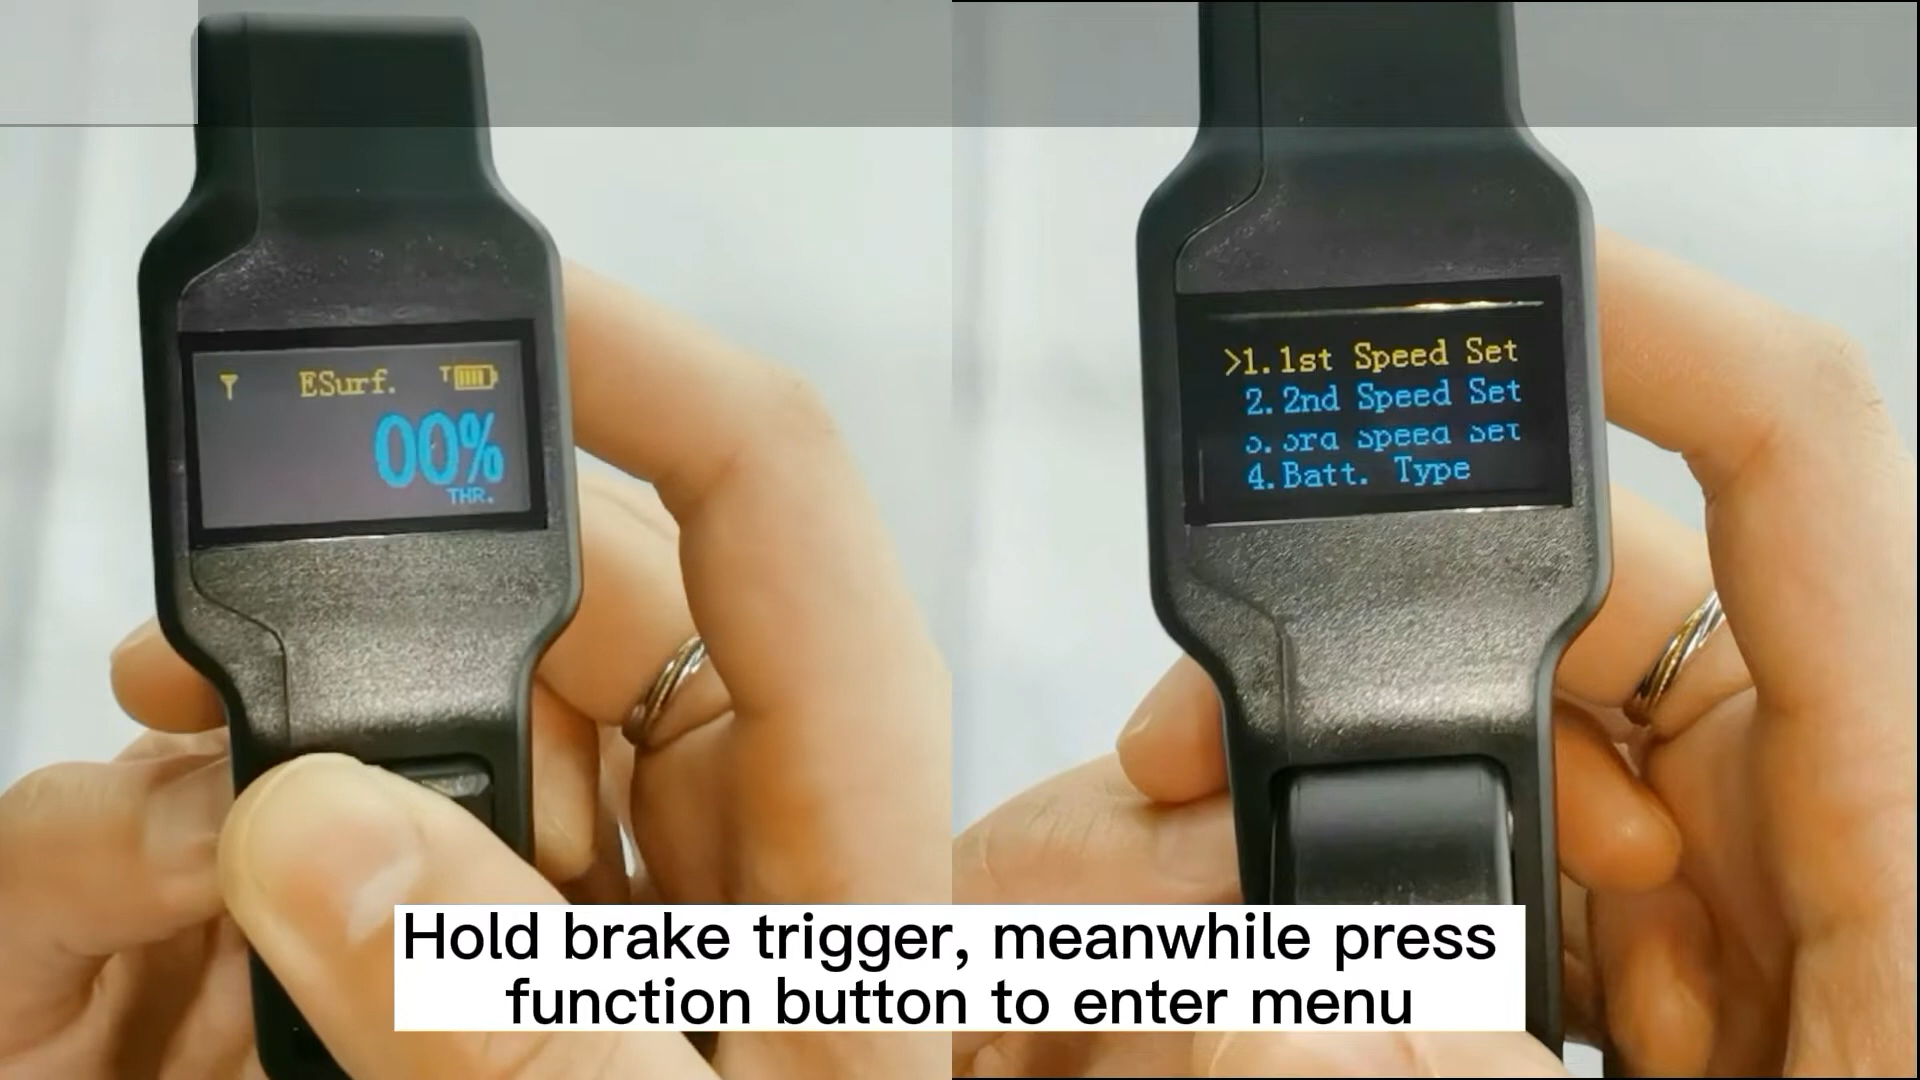 ESurf.
T
00%
THR.
>1.1st Speed Set
2.2nd Speed Set
3.3rd Speed Set
4.Batt. Type
Hold brake trigger, meanwhile press
function button to enter menu